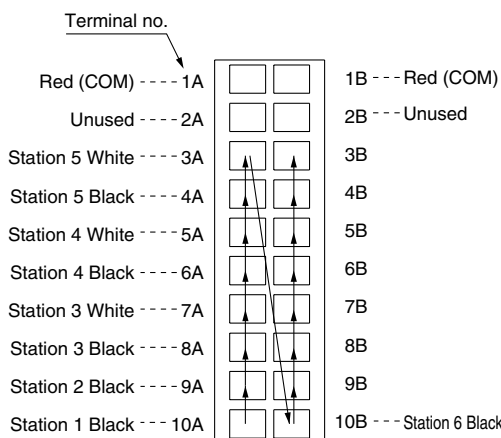 Terminal no.
Red (COM) 1A 1B Red (COM)
Unused 2A 2B Unused
Station 5 White 3A 3B
Station 5 Black 4A 4B
Station 4 White 5A 5B
Station 4 Black 6A 6B
Station 3 White 7A 7B
Station 3 Black 8A 8B
Station 2 Black 9A 9B
Station 1 Black 10A 10B Station 6 Black